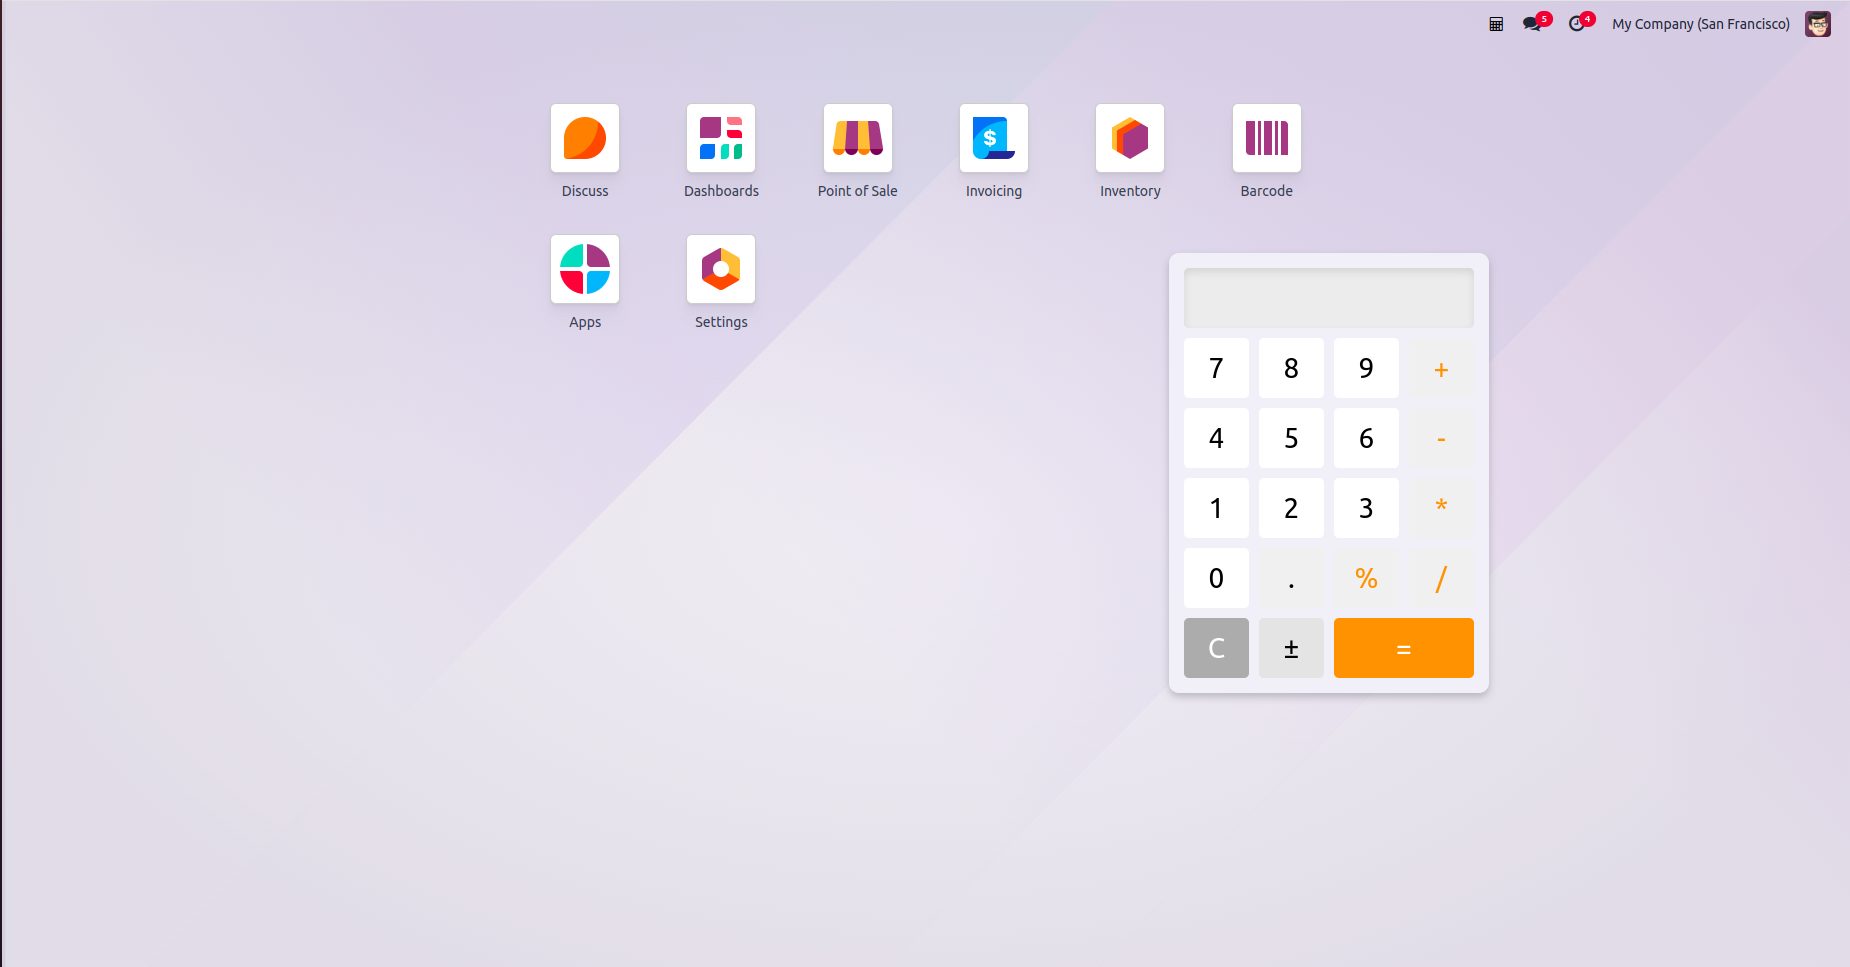 5
4
My Company (San Francisco)
$
Discuss
Dashboards
Point of Sale
Invoicing
Inventory
Barcode
Apps
Settings
7 8 9 +
4 5 6 -
1 2 3 *
0 . % /
C ± =